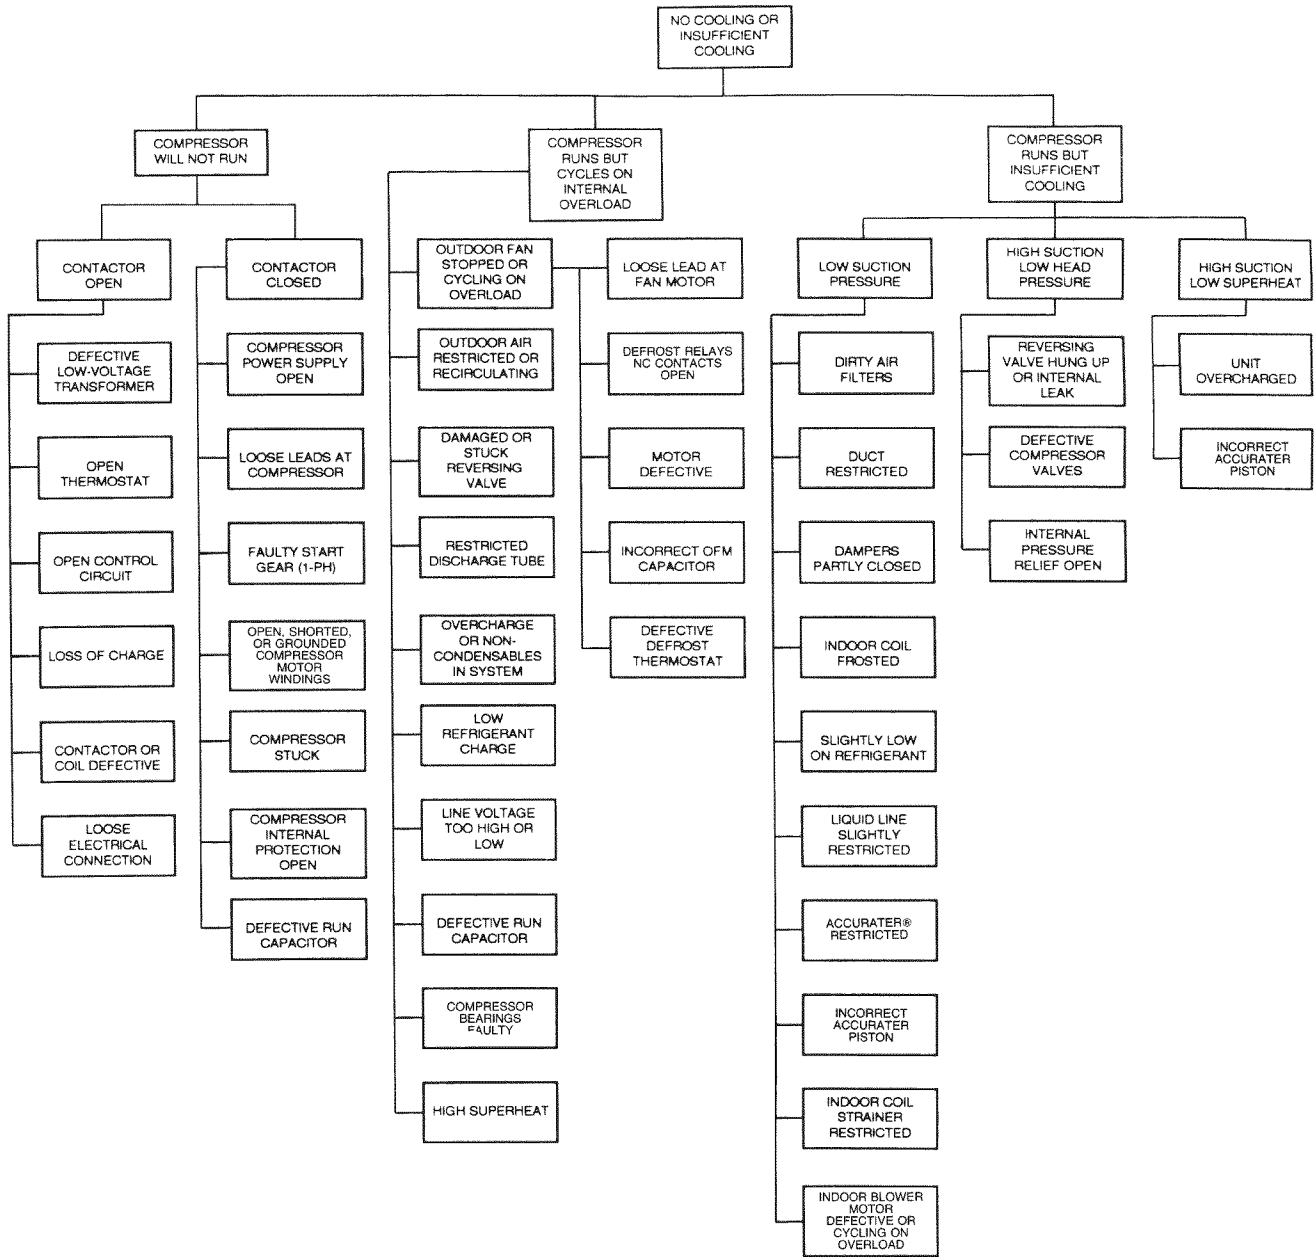 NO COOLING OR
INSUFFICIENT
COOLING
COMPRESSOR
WILL NOT RUN
COMPRESSOR
RUNS BUT
CYCLES ON
INTERNAL
OVERLOAD
COMPRESSOR
RUNS BUT
INSUFFICIENT
COOLING
CONTACTOR
OPEN
DEFECTIVE
LOW-VOLTAGE
TRANSFORMER
OPEN
THERMOSTAT
OPEN CONTROL
CIRCUIT
LOSS OF CHARGE
CONTACTOR OR
COIL DEFECTIVE
LOOSE
ELECTRICAL
CONNECTION
CONTACTOR
CLOSED
COMPRESSOR
POWER SUPPLY
OPEN
LOOSE LEADS AT
COMPRESSOR
FAULTY START
GEAR (1-PH)
OPEN, SHORTED,
OR GROUNDED
COMPRESSOR
MOTOR
WINDINGS
COMPRESSOR
STUCK
COMPRESSOR
INTERNAL
PROTECTION
OPEN
DEFECTIVE RUN
CAPACITOR
OUTDOOR FAN
STOPPED OR
CYCLING ON
OVERLOAD
OUTDOOR AIR
RESTRICTED OR
RECIRCULATING
DAMAGED OR
STUCK
REVERSING
VALVE
RESTRICTED
DISCHARGE TUBE
OVERCHARGE
OR NON-
CONDENSABLES
IN SYSTEM
LOW
REFRIGERANT
CHARGE
LINE VOLTAGE
TOO HIGH OR
LOW
DEFECTIVE RUN
CAPACITOR
COMPRESSOR
BEARINGS
FAULTY
HIGH SUPERHEAT
LOOSE LEAD AT
FAN MOTOR
DEFROST RELAYS
NC CONTACTS
OPEN
MOTOR
DEFECTIVE
INCORRECT OFM
CAPACITOR
DEFECTIVE
DEFROST
THERMOSTAT
LOW SUCTION
PRESSURE
DIRTY AIR
FILTERS
DUCT
RESTRICTED
DAMPERS
PARTLY CLOSED
INDOOR COIL
FROSTED
SLIGHTLY LOW
ON REFRIGERANT
LIQUID LINE
SLIGHTLY
RESTRICTED
ACCURATER®
RESTRICTED
INCORRECT
ACCURATER
PISTON
INDOOR COIL
STRAINER
RESTRICTED
INDOOR BLOWER
MOTOR
DEFECTIVE OR
CYCLING ON
OVERLOAD
HIGH SUCTION
LOW HEAD
PRESSURE
REVERSING
VALVE HUNG UP
OR INTERNAL
LEAK
DEFECTIVE
COMPRESSOR
VALVES
INTERNAL
PRESSURE
RELIEF OPEN
HIGH SUCTION
LOW SUPERHEAT
UNIT
OVERCHARGED
INCORRECT
ACCURATER
PISTON